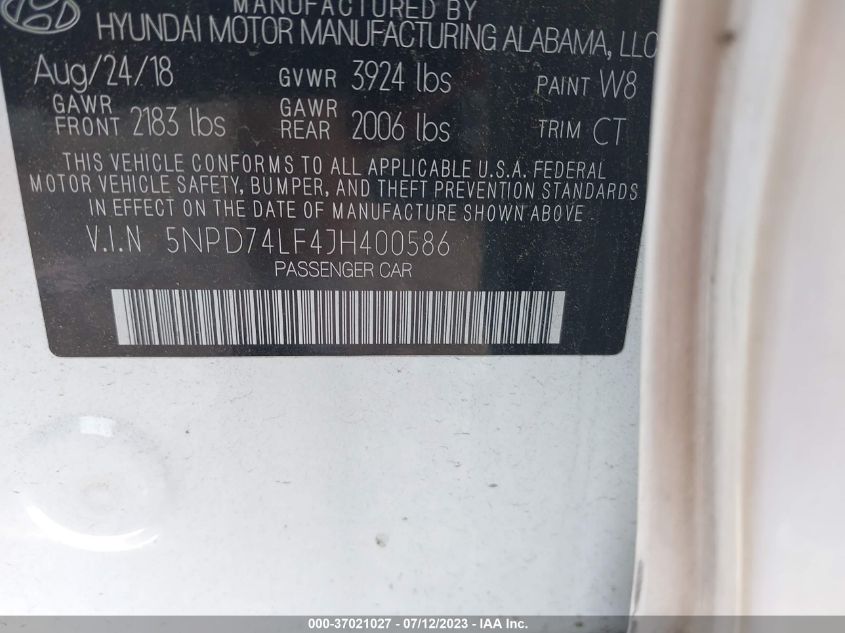 MANUFACTURED BY
HYUNDAI MOTOR MANUFACTURING ALABAMA, LLC
Aug/24/18 GVWR 3924 lbs PAINT W8
GAWR FRONT 2183 lbs GAWR REAR 2006 lbs TRIM CT
THIS VEHICLE CONFORMS TO ALL APPLICABLE U.S.A. FEDERAL
MOTOR VEHICLE SAFETY, BUMPER, AND THEFT PREVENTION STANDARDS
IN EFFECT ON THE DATE OF MANUFACTURE SHOWN ABOVE.
V.I.N 5NPD74LF4JH400586
PASSENGER CAR
000-37021027 - 07/12/2023 - IAA Inc.